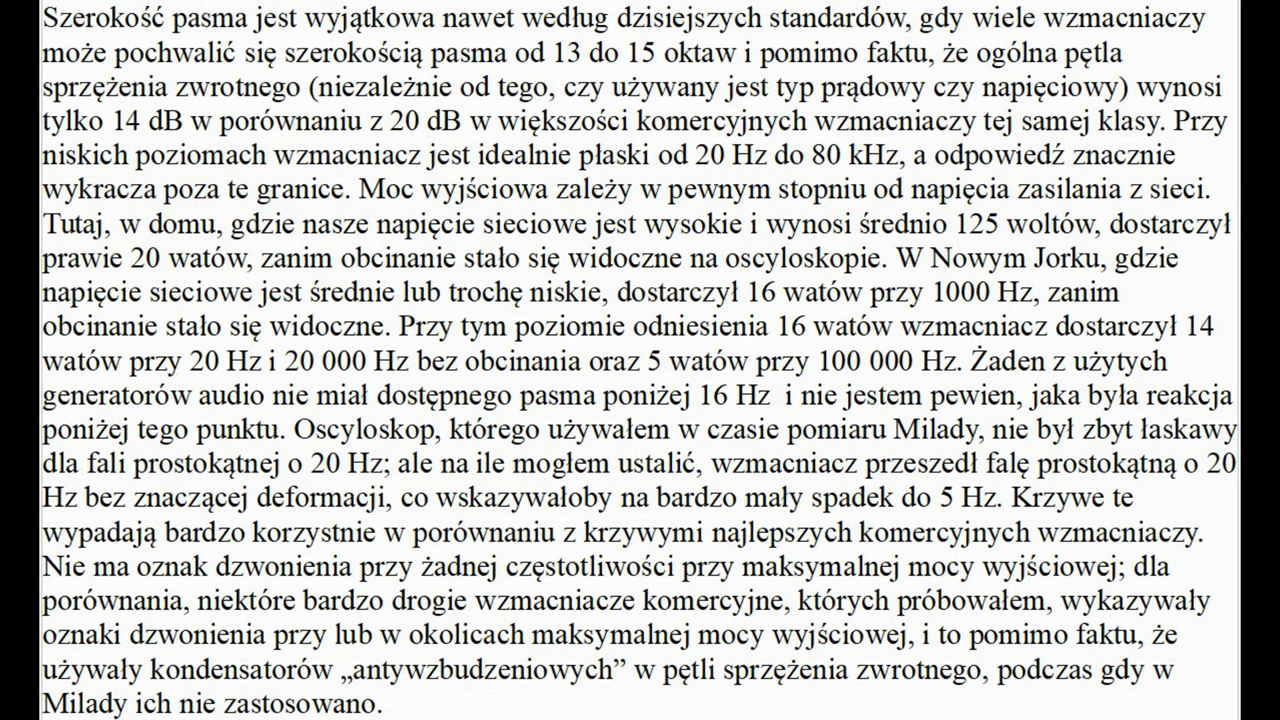 Szerokość pasma jest wyjątkowa nawet według dzisiejszych standardów, gdy wiele wzmacniaczy
może pochwalić się szerokością pasma od 13 do 15 oktaw i pomimo faktu, że ogólna pętla
sprzężenia zwrotnego (niezależnie od tego, czy używany jest typ prądowy czy napięciowy) wynosi
tylko 14 dB w porównaniu z 20 dB w większości komercyjnych wzmacniaczy tej samej klasy. Przy
niskich poziomach wzmacniacz jest idealnie płaski od 20 Hz do 80 kHz, a odpowiedź znacznie
wykracza poza te granice. Moc wyjściowa zależy w pewnym stopniu od napięcia zasilania z sieci.
Tutaj, w domu, gdzie nasze napięcie sieciowe jest wysokie i wynosi średnio 125 woltów, dostarczył
prawie 20 watów, zanim obcinanie stało się widoczne na oscyloskopie. W Nowym Jorku, gdzie
napięcie sieciowe jest średnie lub trochę niskie, dostarczył 16 watów przy 1000 Hz, zanim
obcinanie stało się widoczne. Przy tym poziomie odniesienia 16 watów wzmacniacz dostarczył 14
watów przy 20 Hz i 20 000 Hz bez obcinania oraz 5 watów przy 100 000 Hz. Żaden z użytych
generatorów audio nie miał dostępnego pasma poniżej 16 Hz  i nie jestem pewien, jaka była reakcja
poniżej tego punktu. Oscyloskop, którego używałem w czasie pomiaru Milady, nie był zbyt łaskawy
dla fali prostokątnej o 20 Hz; ale na ile mogłem ustalić, wzmacniacz przeszedł falę prostokątną o 20
Hz bez znaczącej deformacji, co wskazywałoby na bardzo mały spadek do 5 Hz. Krzywe te
wypadają bardzo korzystnie w porównaniu z krzywymi najlepszych komercyjnych wzmacniaczy.
Nie ma oznak dzwonienia przy żadnej częstotliwości przy maksymalnej mocy wyjściowej; dla
porównania, niektóre bardzo drogie wzmacniacze komercyjne, których próbowałem, wykazywały
oznaki dzwonienia przy lub w okolicach maksymalnej mocy wyjściowej, i to pomimo faktu, że
używały kondensatorów „antywzbudzeniowych” w pętli sprzężenia zwrotnego, podczas gdy w
Milady ich nie zastosowano.